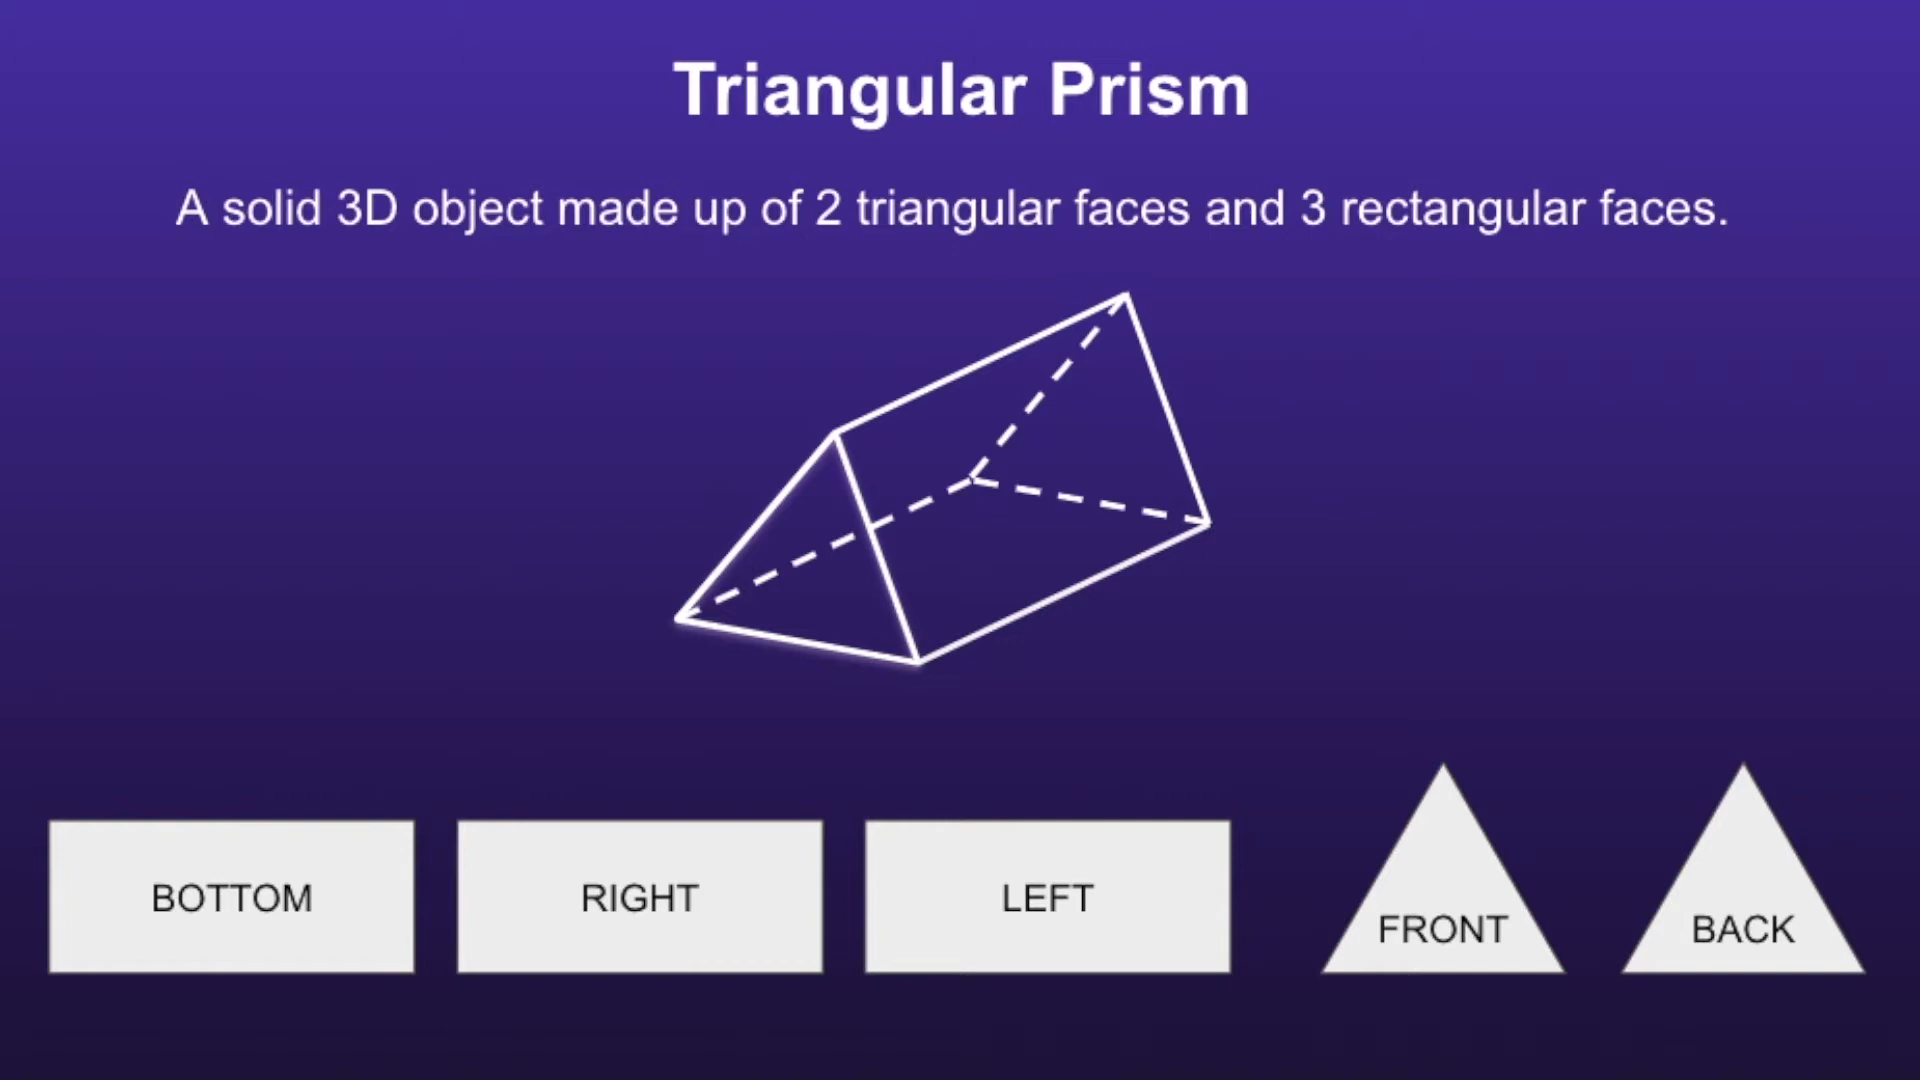 Triangular Prism
A solid 3D object made up of 2 triangular faces and 3 rectangular faces.
BOTTOM
RIGHT
LEFT
FRONT
BACK